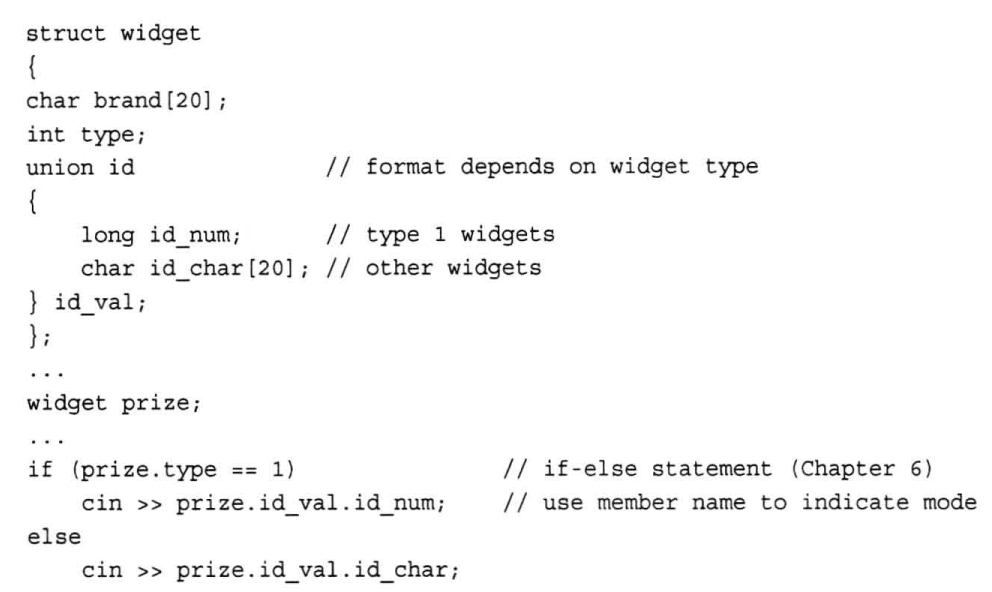 struct widget
{
char brand[20];
int type;
union id // format depends on widget type
{
long id_num; // type 1 widgets
char id_char[20]; // other widgets
} id_val;
};
...
widget prize;
...
if (prize.type == 1) // if-else statement (Chapter 6)
cin >> prize.id_val.id_num; // use member name to indicate mode
else
cin >> prize.id_val.id_char;